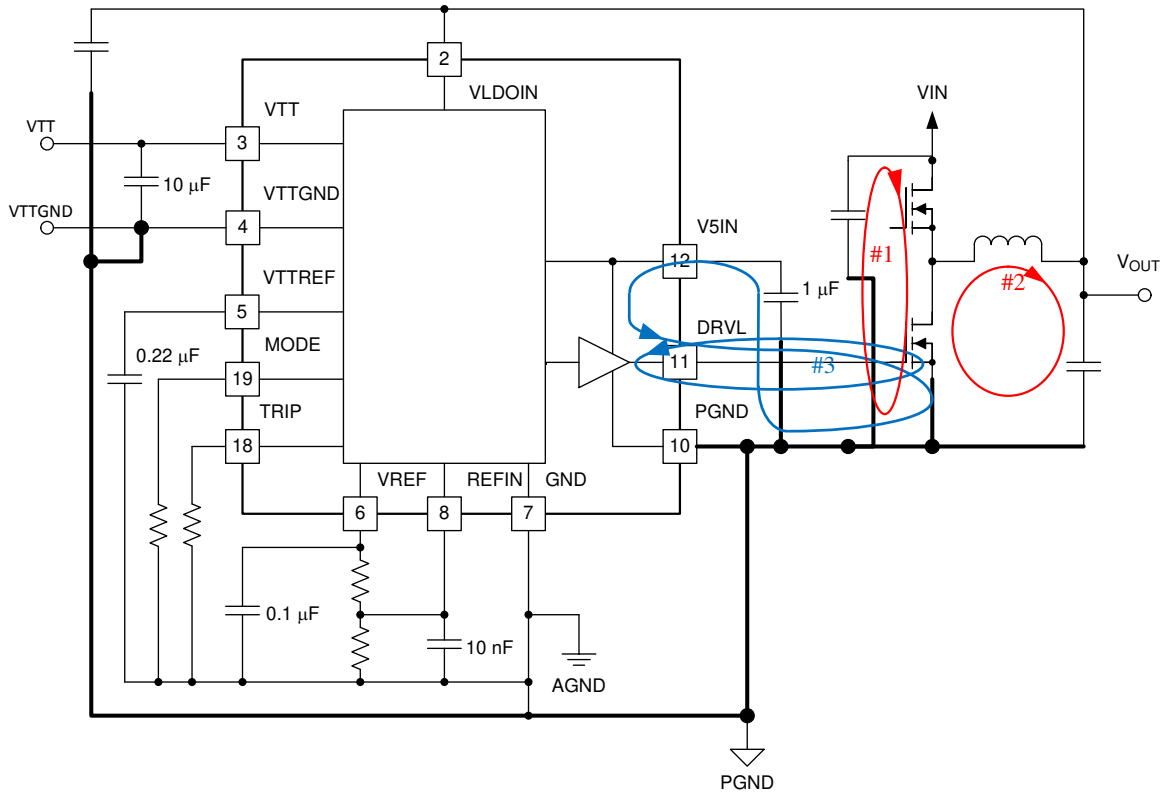 2
VLDOIN
VIN
VTT
VTT
3
10 μF
VTTGND
VTTGND
4
V5IN
12
#1
#2
VOUT
VTTREF
1 μF
5
DRVL
MODE
0.22 μF
11
#3
19
TRIP
PGND
18
10
VREF
REFIN
GND
6
8
7
0.1 μF
10 nF
AGND
PGND